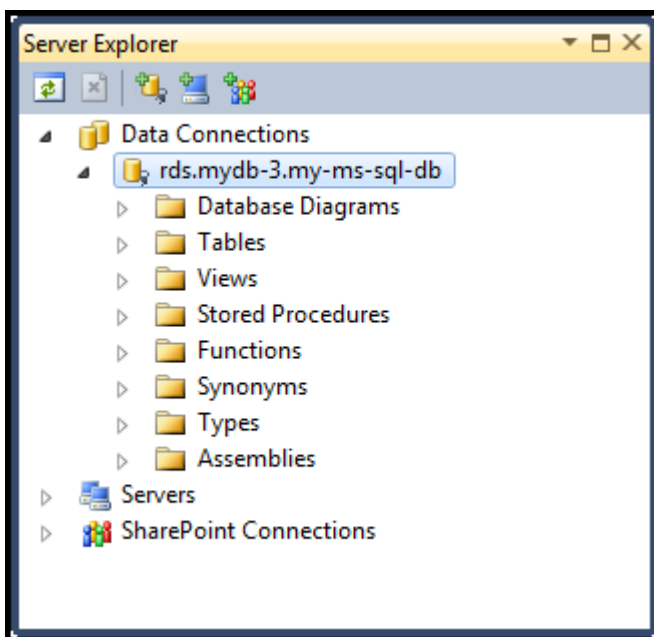 Server Explorer
Data Connections
rds.mydb-3.my-ms-sql-db
Database Diagrams
Tables
Views
Stored Procedures
Functions
Synonyms
Types
Assemblies
Servers
SharePoint Connections